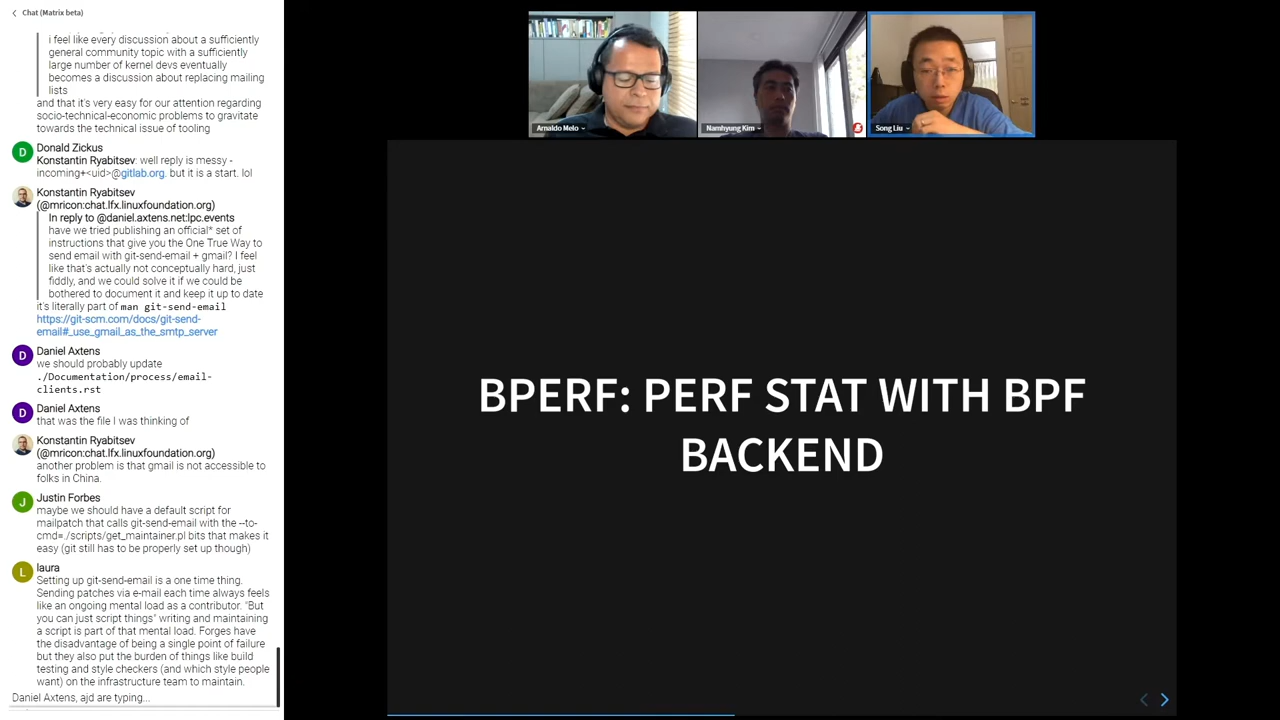 Chat (Matrix beta)
i feel like every discussion about a sufficiently
general community topic with a sufficiently
large number of kernel devs eventually
becomes a discussion about replacing mailing
lists
and that it's very easy for our attention regarding
socio-technical-economic problems to gravitate
towards the technical issue of tooling
D
Donald Zickus
Konstantin Ryabitsev: well reply is messy -
incoming+<uid>@gitlab.org. but it is a start. lol
Konstantin Ryabitsev
(@mricon:chat.lfx.linuxfoundation.org)
In reply to @daniel.axtens.net:lpc.events
have we tried publishing an official* set of
instructions that give you the One True Way to
send email with git-send-email + gmail? I feel
like that's actually not conceptually hard, just
fiddly, and we could solve it if we could be
bothered to document it and keep it up to date
it's literally part of man git-send-email
https://git-scm.com/docs/git-send-
email#_use_gmail_as_the_smtp_server
D
Daniel Axtens
we should probably update
./Documentation/process/email-
clients.rst
D
Daniel Axtens
that was the file I was thinking of
Konstantin Ryabitsev
(@mricon:chat.lfx.linuxfoundation.org)
another problem is that gmail is not accessible to
folks in China.
J
Justin Forbes
maybe we should have a default script for
mailpatch that calls git-send-email with the --to-
cmd=./scripts/get_maintainer.pl bits that makes it
easy (git still has to be properly set up though)
L
laura
Setting up git-send-email is a one time thing.
Sending patches via e-mail each time always feels
like an ongoing mental load as a contributor. "But
you can just script things" writing and maintaining
a script is part of that mental load. Forges have
the disadvantage of being a single point of failure
but they also put the burden of things like build
testing and style checkers (and which style people
want) on the infrastructure team to maintain.
Daniel Axtens, ajd are typing...
Arnaldo Melo
Namhyung Kim
Song Liu
BPERF: PERF STAT WITH BPF
BACKEND